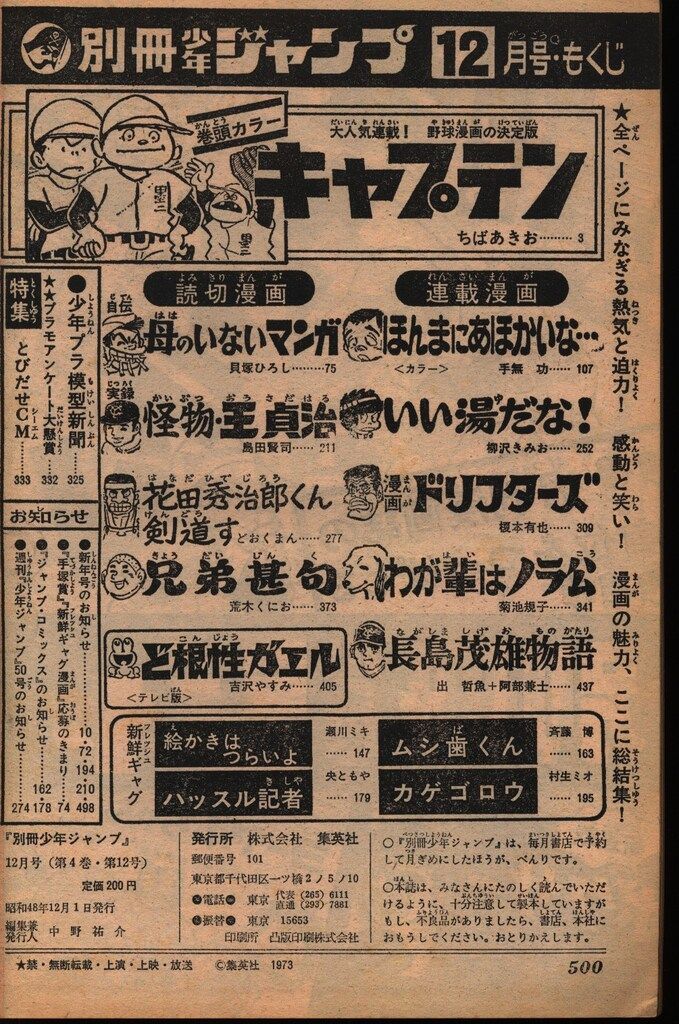 別冊少年ジャンプ 12月号・もくじ
★全ページにみなぎる熱気と迫力! 感動と笑い! 漫画の魅力、ここに総結集!
巻頭カラー
大人気連載! 野球漫画の決定版
キャプテン
ちばあきお………3
連載漫画
ほんまにあほかいな…
<カラー> 手無 功……107
いい湯だな!
柳沢きみお……252
漫画ドリフターズ
榎本有也……309
わが輩はノラ公
菊池規子……341
長島茂雄物語
出 哲魚+阿部兼士……437
読切漫画
自伝 母のいないマンガ
貝塚ひろし………75
実録 怪物・王貞治
島田賢司……211
花田秀治郎くん
剣道す
どおくまん……277
兄弟甚句
荒木くにお……373
ど根性ガエル
<テレビ版> 吉沢やすみ……405
新鮮ギャグ
フレッシュ
絵かきはつらいよ
瀬川ミキ……147
ムシ歯くん
斉藤 博……163
ハッスル記者
央ともや……179
カゲゴロウ
村生ミオ……195
特集
●少年プラ模型新聞……325
★★プラモアンケート大懸賞……332
とびだせCM……333
お知らせ
●新年号のお知らせ……10・72・194・210
●『手塚賞』『新鮮ギャグ漫画』応募のきまり……74 498
●『ジャンプ・コミックス』のお知らせ……162 178
●週刊『少年ジャンプ』50号のお知らせ……274
『別冊少年ジャンプ』
12月号(第4巻・第12号)
定価200円
昭和48年12月1日発行
編集兼発行人 中野祐介
発行所 株式会社 集英社
郵便番号 101
東京都千代田区一ツ橋2ノ5ノ10
●電話● 東京 代表(265)6111
直通(293)7881
●振替● 東京 15653
印刷所 凸版印刷株式会社
○『別冊少年ジャンプ』は、毎月書店で予約して月ぎめにしたほうが、べんりです。
○本誌は、みなさんにたのしく読んでいただけるように、十分注意して製本していますがもし、不良品がありましたら、書店、本社におもうしでください。おとりかえします。
★禁・無断転載・上演・上映・放送 ©集英社 1973
500